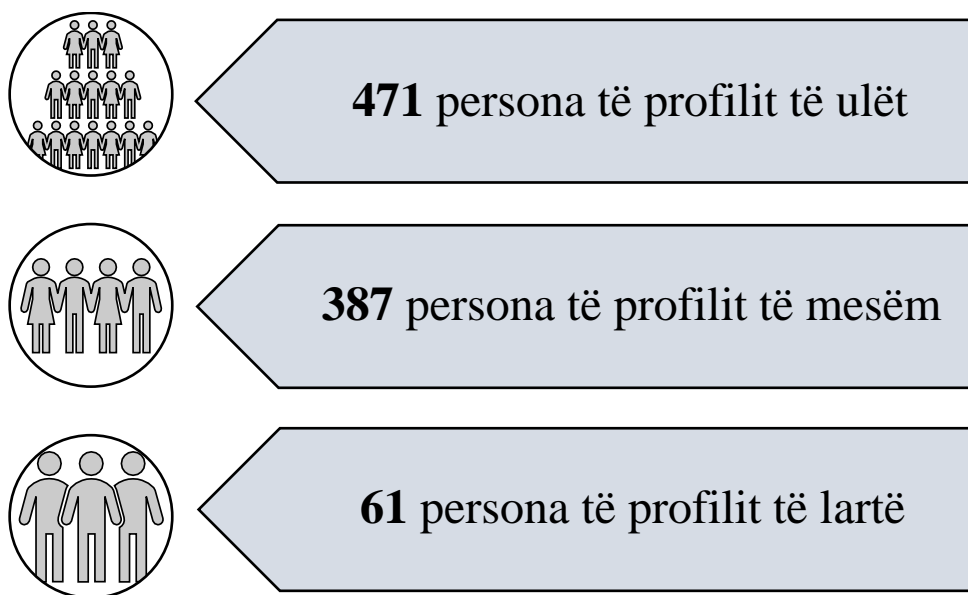 471 persona të profilit të ulët
387 persona të profilit të mesëm
61 persona të profilit të lartë